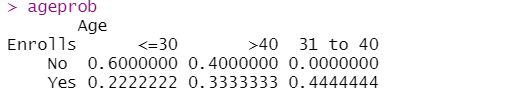 > ageprob
Age
Enrolls <=30 >40 31 to 40
No 0.6000000 0.4000000 0.0000000
Yes 0.2222222 0.3333333 0.4444444